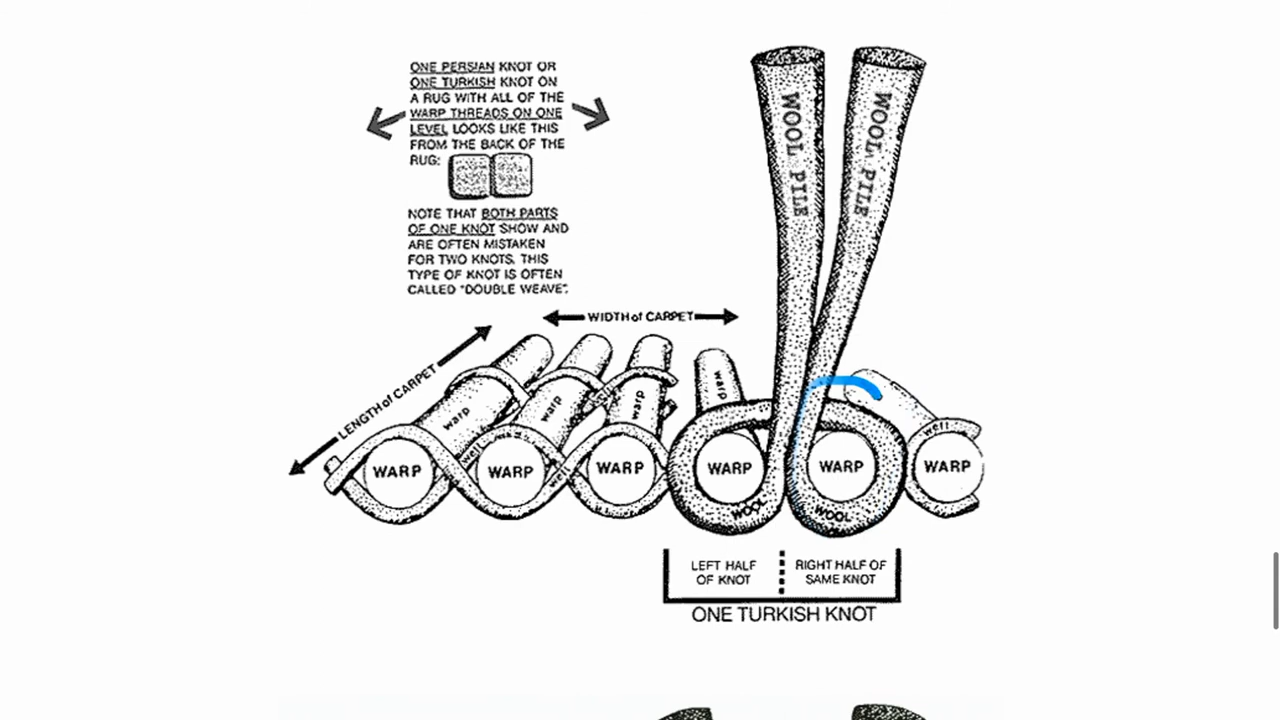 ONE PERSIAN KNOT OR
ONE TURKISH KNOT ON
A RUG WITH ALL OF THE
WARP THREADS ON ONE
LEVEL LOOKS LIKE THIS
FROM THE BACK OF THE
RUG:
NOTE THAT BOTH PARTS
OF ONE KNOT SHOW AND
ARE OFTEN MISTAKEN
FOR TWO KNOTS. THIS
TYPE OF KNOT IS OFTEN
CALLED "DOUBLE WEAVE".
WOOL PILE
WOOL PILE
WIDTH of CARPET
LENGTH of CARPET
warp
warp
warp
warp
weft
weft
weft
weft
WARP
WARP
WARP
WARP
WARP
WARP
WOOL
WOOL
LEFT HALF
OF KNOT
RIGHT HALF OF
SAME KNOT
ONE TURKISH KNOT